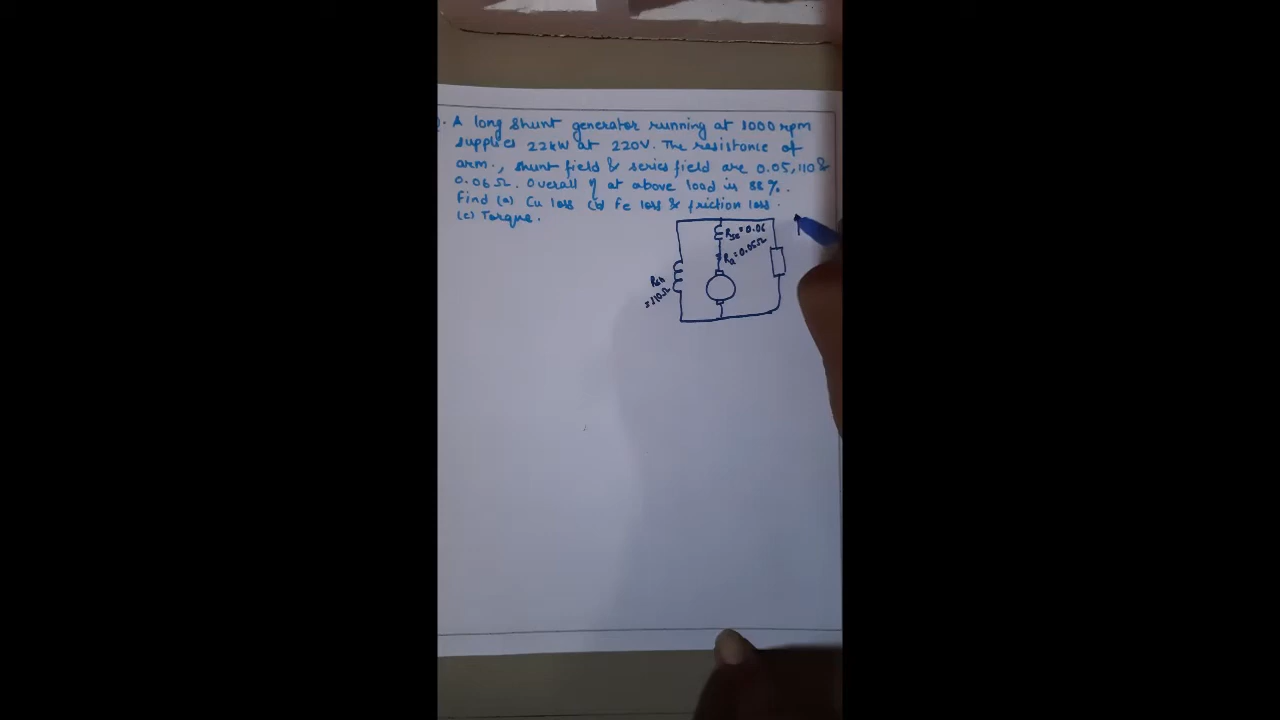 Q. A long shunt generator running at 1000 rpm
supplies 22kW at 220V. The resistance of
arm., shunt field & series field are 0.05, 110 &
0.06 Ω. Overall η at above load is 88 %.
Find (a) Cu loss (b) Fe loss & friction loss.
(c) Torque.
Rse = 0.06
Ra = 0.05Ω
Rsh
= 110Ω